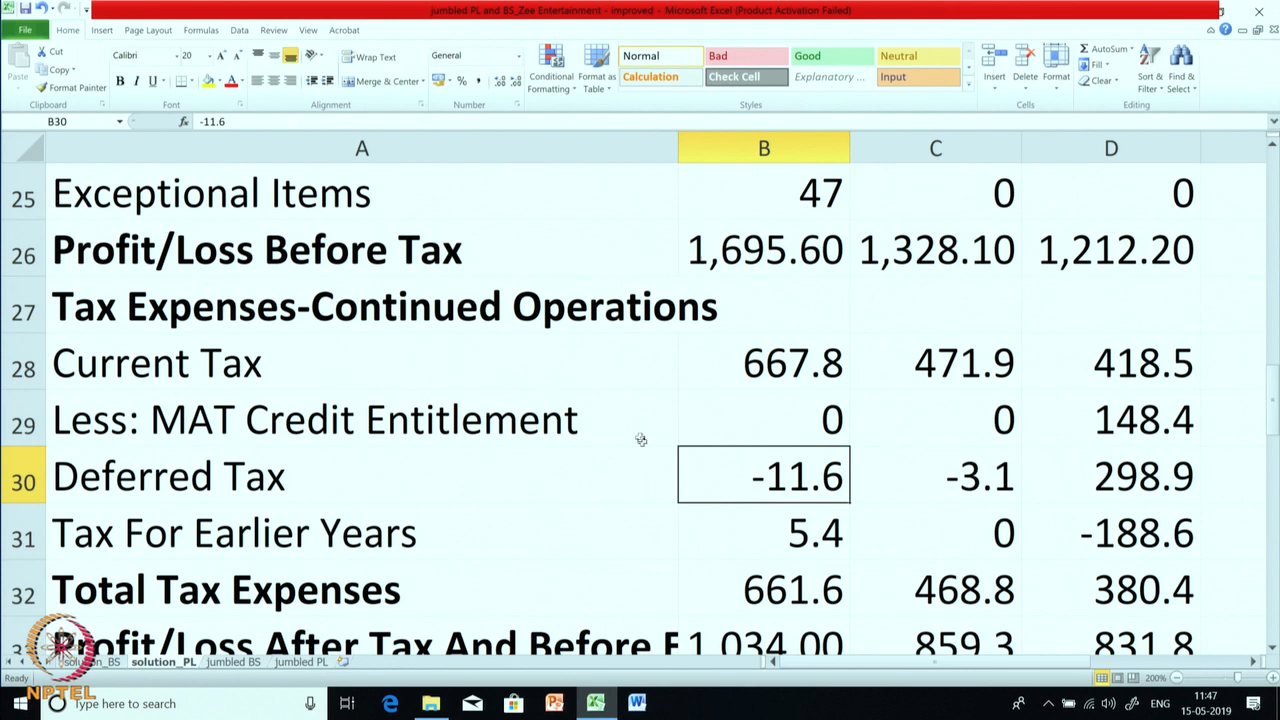 jumbled PL and BS_Zee Entertainment - improved - Microsoft Excel (Product Activation Failed)
File Home Insert Page Layout Formulas Data Review View Acrobat
Cut
Copy
Format Painter
Paste
Clipboard
Calibri 20
B I U
Font
Wrap Text
Merge & Center
Alignment
General
Number
Conditional Formatting
Format as Table
Normal Bad Good Neutral
Calculation Check Cell Explanatory ... Input
Styles
Insert Delete Format
Cells
AutoSum
Fill
Clear
Sort & Filter
Find & Select
Editing
B30 fx -11.6
A B C D
25 Exceptional Items 47 0 0
26 Profit/Loss Before Tax 1,695.60 1,328.10 1,212.20
27 Tax Expenses-Continued Operations
28 Current Tax 667.8 471.9 418.5
29 Less: MAT Credit Entitlement 0 0 148.4
30 Deferred Tax -11.6 -3.1 298.9
31 Tax For Earlier Years 5.4 0 -188.6
32 Total Tax Expenses 661.6 468.8 380.4
Profit/Loss After Tax And Before E 1,034.00 859.3 831.8
solution_PL jumbled BS jumbled PL
Ready 200%
NPTEL
Type here to search
ENG
11:47
15-05-2019